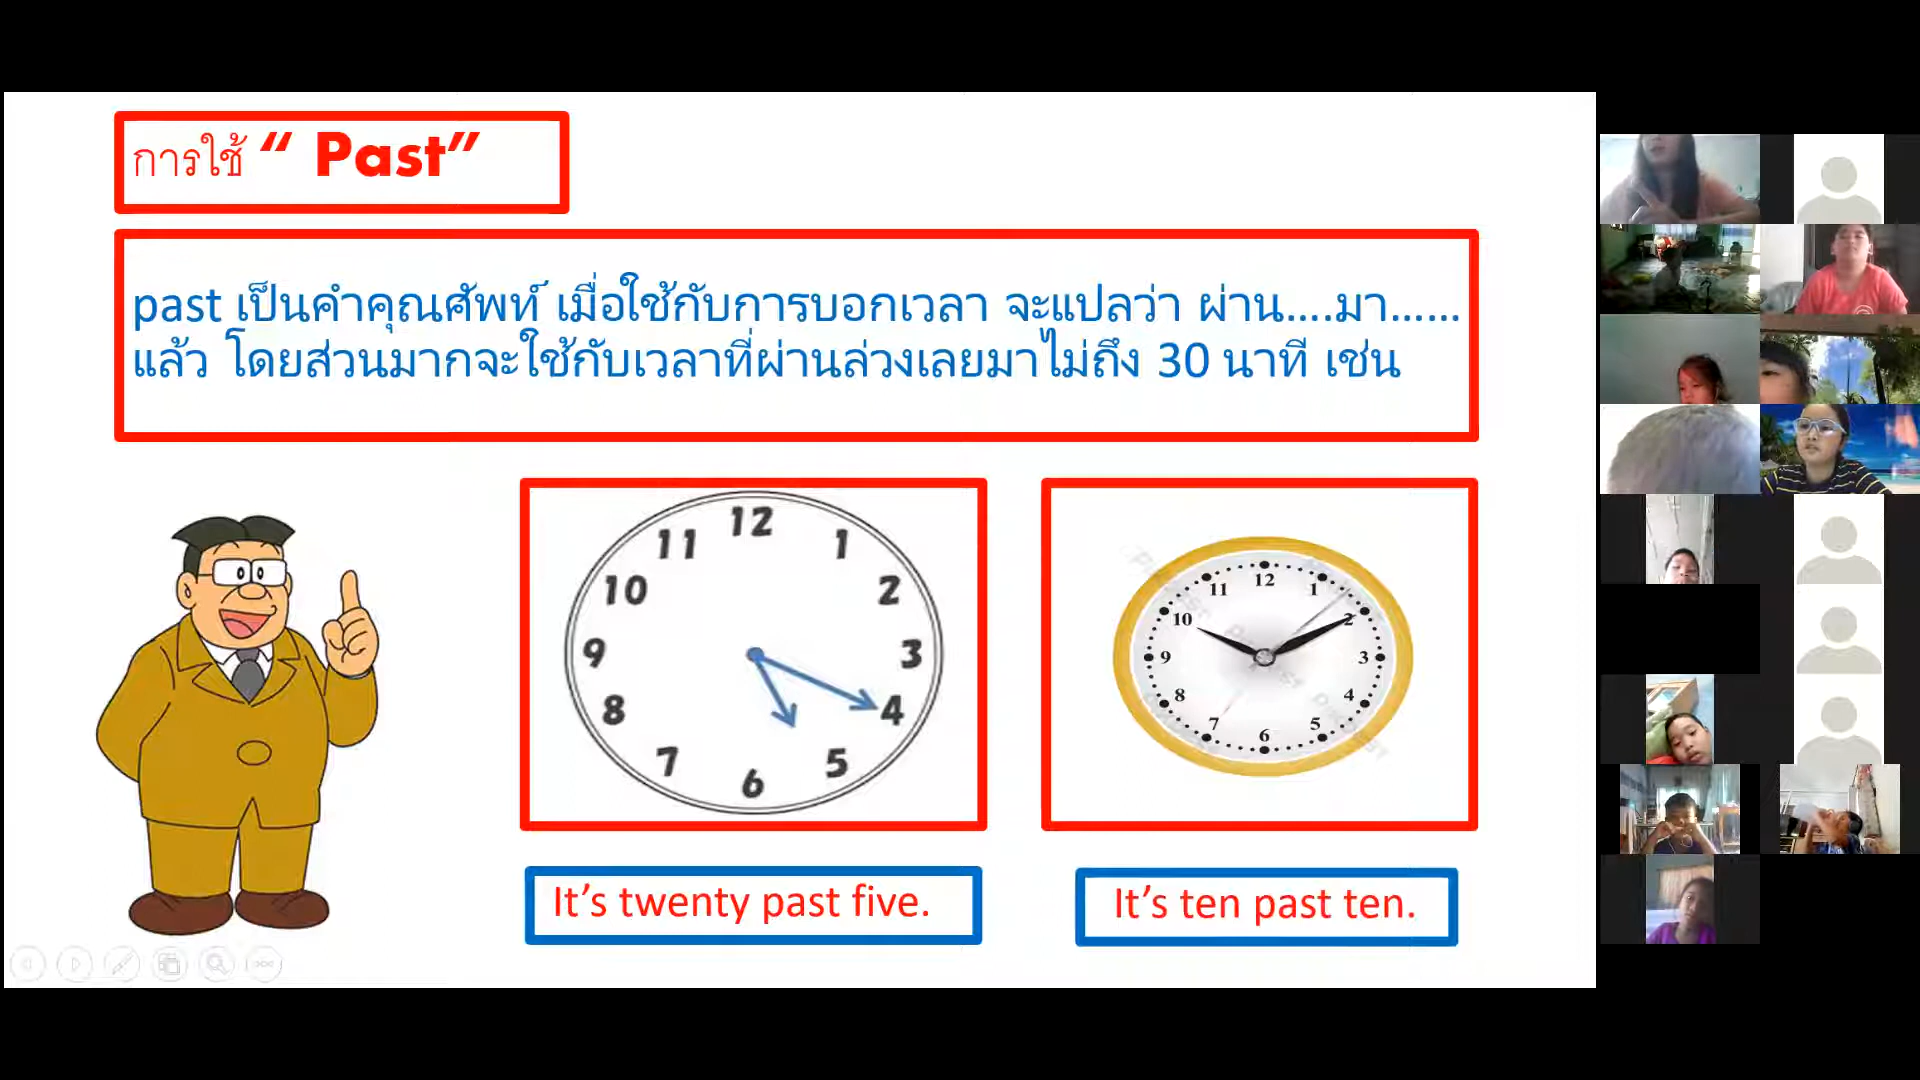 การใช้ “ Past”
past เป็นคำคุณศัพท์ เมื่อใช้กับการบอกเวลา จะแปลว่า ผ่าน....มา......
แล้ว โดยส่วนมากจะใช้กับเวลาที่ผ่านล่วงเลยมาไม่ถึง 30 นาที เช่น
12
11 1
10 2
9 3
8 4
7 5
6
12
11 1
10 2
9 3
8 4
7 5
6
It’s twenty past five.
It’s ten past ten.